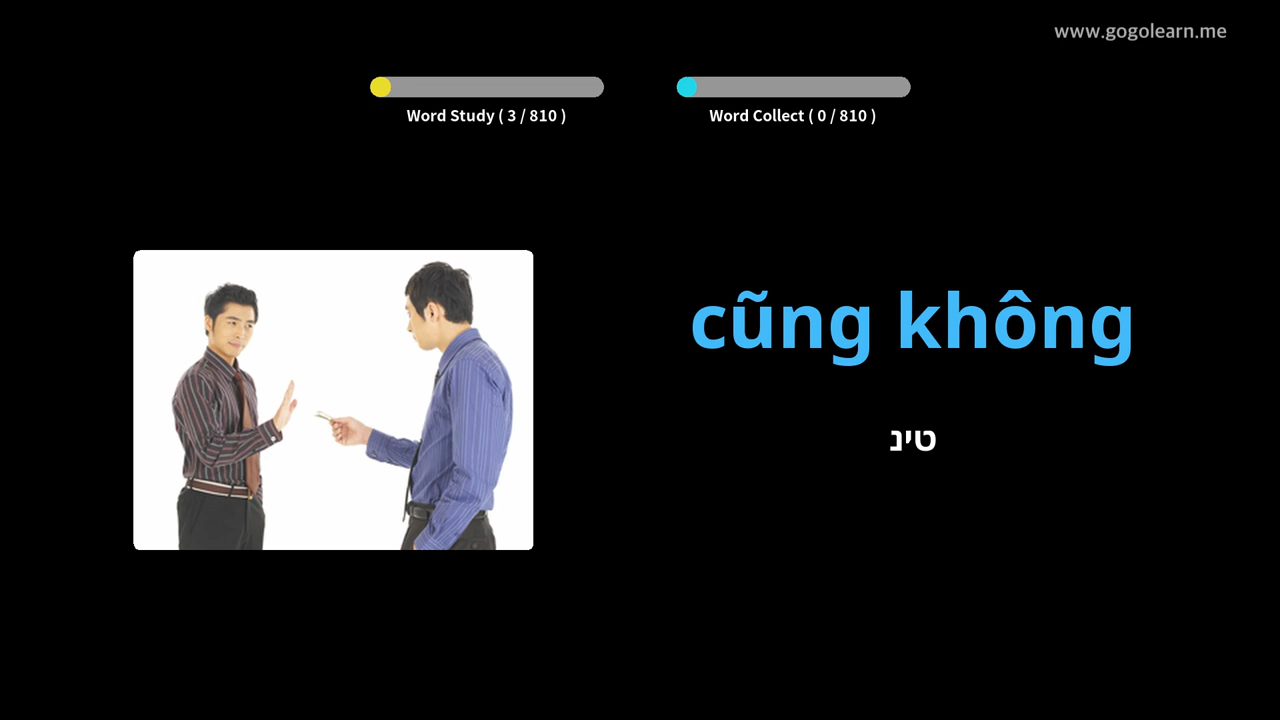 www.gogolearn.me
Word Study ( 3 / 810 )
Word Collect ( 0 / 810 )
cũng không
טינ